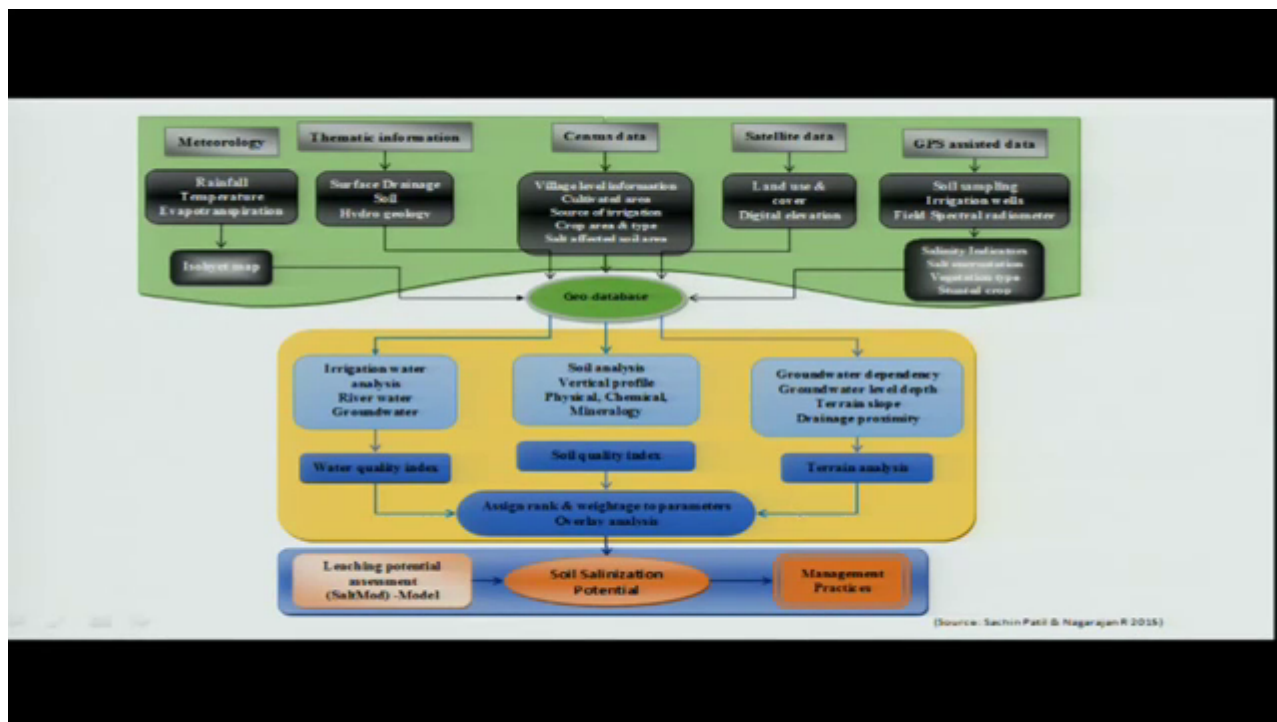 Meteorology
Thematic information
Census data
Satellite data
GPS assisted data
Rainfall
Temperature
Evapotranspiration
Surface Drainage
Soil
Hydro geology
Village level information
Cultivated area
Source of irrigation
Crop area & type
Salt affected soil area
Land use &
cover
Digital elevation
Soil sampling
Irrigation wells
Field Spectral radiometer
Isohyet map
Salinity Indicators
Salt encrustation
Vegetation type
Stunted crop
Geo-database
Irrigation water
analysis
River water
Groundwater
Soil analysis
Vertical profile
Physical, Chemical,
Mineralogy
Groundwater dependency
Groundwater level depth
Terrain slope
Drainage proximity
Water quality index
Soil quality index
Terrain analysis
Assign rank & weightage to parameters
Overlay analysis
Leaching potential
assessment
(SaltMod) -Model
Soil Salinization
Potential
Management
Practices
(Source: Sachin Patil & Nagarajan R 2015)